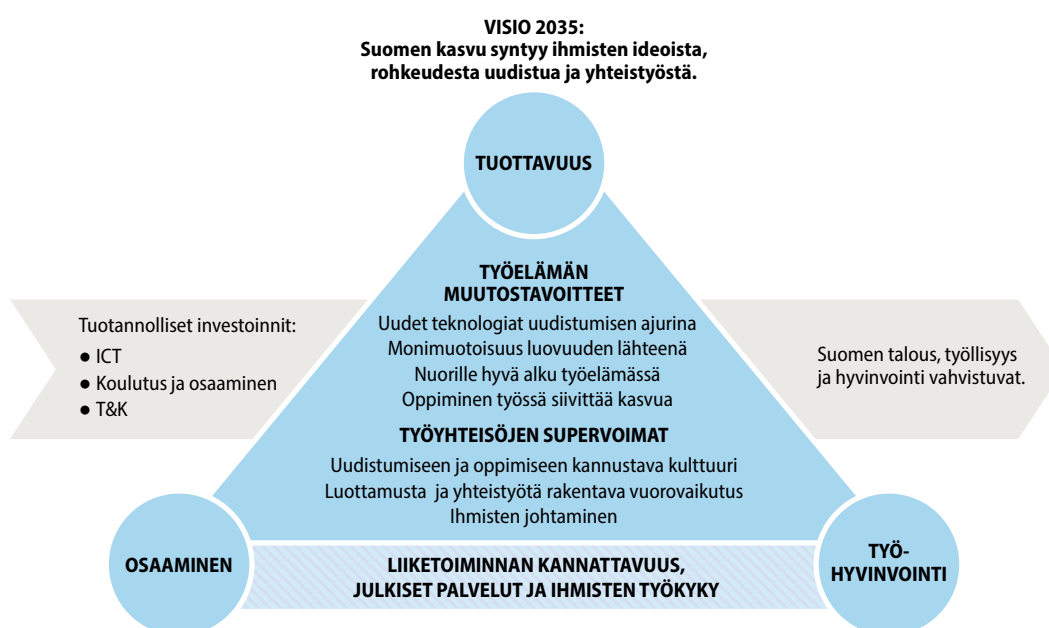 VISIO 2035:
Suomen kasvu syntyy ihmisten ideoista,
rohkeudesta uudistua ja yhteistyöstä.
TUOTTAVUUS
TYÖELÄMÄN
MUUTOSTAVOITTEET
Uudet teknologiat uudistumisen ajurina
Monimuotoisuus luovuuden lähteenä
Nuorille hyvä alku työelämässä
Oppiminen työssä siivittää kasvua
TYÖYHTEISÖJEN SUPERVOIMAT
Uudistumiseen ja oppimiseen kannustava kulttuuri
Luottamusta ja yhteistyötä rakentava vuorovaikutus
Ihmisten johtaminen
Tuotannolliset investoinnit:
● ICT
● Koulutus ja osaaminen
● T&K
Suomen talous, työllisyys
ja hyvinvointi vahvistuvat.
OSAAMINEN
LIIKETOIMINNAN KANNATTAVUUS,
JULKISET PALVELUT JA IHMISTEN TYÖKYKY
TYÖ-
HYVINVOINTI